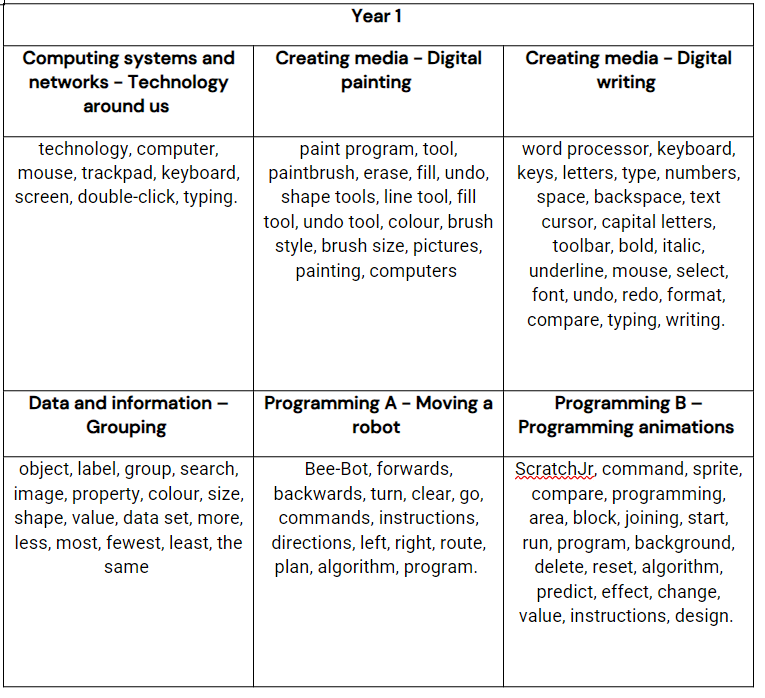 Year 1
Computing systems and
networks – Technology
around us
Creating media – Digital
painting
Creating media – Digital
writing
technology, computer,
mouse, trackpad, keyboard,
screen, double-click, typing.
paint program, tool,
paintbrush, erase, fill, undo,
shape tools, line tool, fill
tool, undo tool, colour, brush
style, brush size, pictures,
painting, computers
word processor, keyboard,
keys, letters, type, numbers,
space, backspace, text
cursor, capital letters,
toolbar, bold, italic,
underline, mouse, select,
font, undo, redo, format,
compare, typing, writing.
Data and information –
Grouping
Programming A - Moving a
robot
Programming B –
Programming animations
object, label, group, search,
image, property, colour, size,
shape, value, data set, more,
less, most, fewest, least, the
same
Bee-Bot, forwards,
backwards, turn, clear, go,
commands, instructions,
directions, left, right, route,
plan, algorithm, program.
ScratchJr, command, sprite,
compare, programming,
area, block, joining, start,
run, program, background,
delete, reset, algorithm,
predict, effect, change,
value, instructions, design.